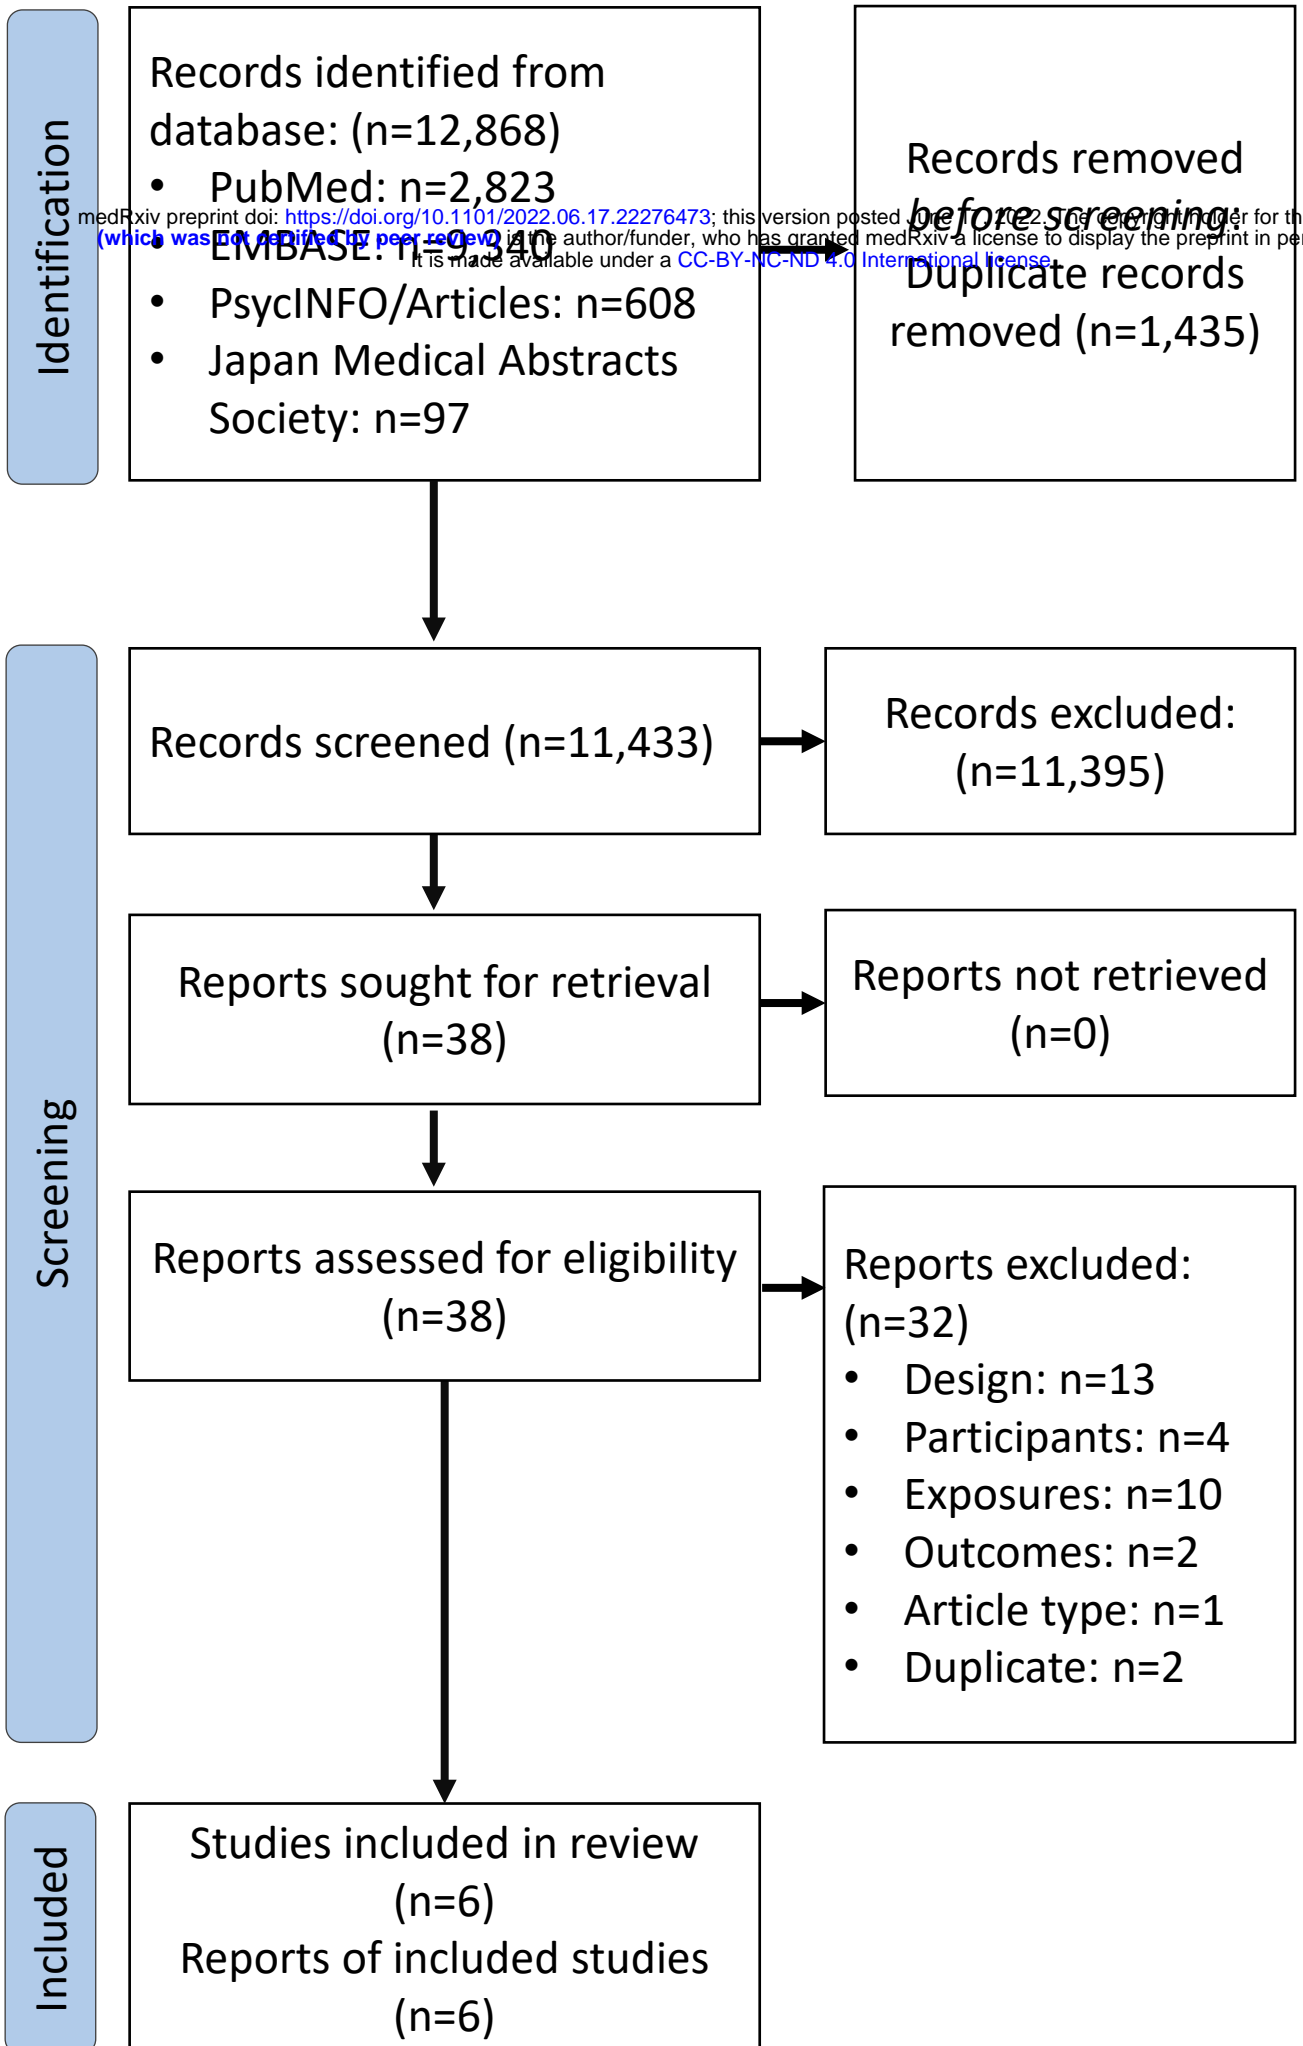 Identification
Records identified from
database: (n=12,868)
• PubMed: n=2,823
• EMBASE: n=9,340
• PsycINFO/Articles: n=608
• Japan Medical Abstracts
Society: n=97
Records removed
before screening:
Duplicate records
removed (n=1,435)
medRxiv preprint doi: https://doi.org/10.1101/2022.06.17.22276473; this version posted June 17, 2022. The copyright holder for th
(which was not certified by peer review) is the author/funder, who has granted medRxiv a license to display the preprint in per
It is made available under a CC-BY-NC-ND 4.0 International license.
Screening
Records screened (n=11,433)
Records excluded:
(n=11,395)
Reports sought for retrieval
(n=38)
Reports not retrieved
(n=0)
Reports assessed for eligibility
(n=38)
Reports excluded:
(n=32)
• Design: n=13
• Participants: n=4
• Exposures: n=10
• Outcomes: n=2
• Article type: n=1
• Duplicate: n=2
Included
Studies included in review
(n=6)
Reports of included studies
(n=6)